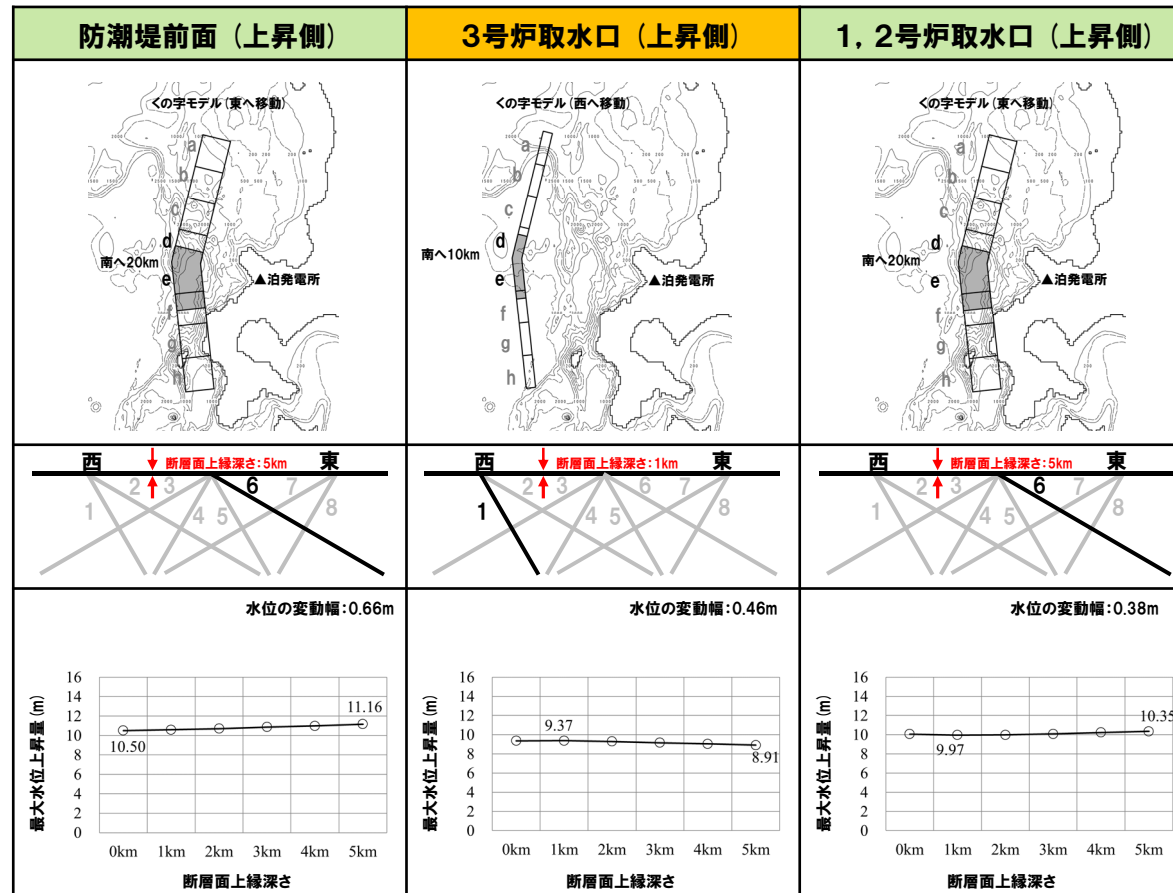 防潮堤前面（上昇側）
3号炉取水口（上昇側）
1，2号炉取水口（上昇側）
くの字モデル（東へ移動）
a
b
c
d
e
f
g
h
南へ20km
▲泊発電所
くの字モデル（西へ移動）
a
b
c
d
e
f
g
h
南へ10km
▲泊発電所
くの字モデル（東へ移動）
a
b
c
d
e
f
g
h
南へ20km
▲泊発電所
西
断層面上縁深さ：5km
東
1 2 3 4 5 6 7 8
西
断層面上縁深さ：1km
東
1 2 3 4 5 6 7 8
西
断層面上縁深さ：5km
東
1 2 3 4 5 6 7 8
水位の変動幅：0.66m
最大水位上昇量（m）
16
14
12
10
8
6
4
2
0
10.50
11.16
0km 1km 2km 3km 4km 5km
断層面上縁深さ
水位の変動幅：0.46m
最大水位上昇量（m）
16
14
12
10
8
6
4
2
0
9.37
8.91
0km 1km 2km 3km 4km 5km
断層面上縁深さ
水位の変動幅：0.38m
最大水位上昇量（m）
16
14
12
10
8
6
4
2
0
9.97
10.35
0km 1km 2km 3km 4km 5km
断層面上縁深さ